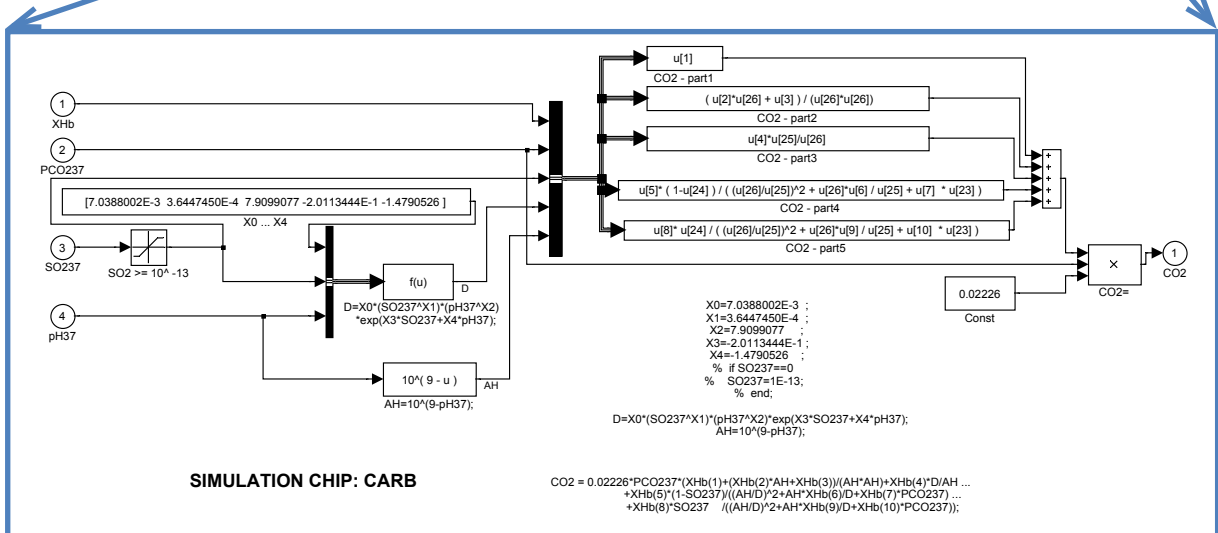 u[1]
CO2 - part1
1
XHb
( u[2]*u[26] + u[3] ) / (u[26]*u[26])
CO2 - part2
2
PCO237
u[4]*u[25]/u[26]
CO2 - part3
+
+
+
+
+
[7.0388002E-3 3.6447450E-4 7.9099077 -2.0113444E-1 -1.4790526 ]
X0 ... X4
u[5]* ( 1-u[24] ) / ( (u[26]/u[25])^2 + u[26]*u[6] / u[25] + u[7] * u[23] )
CO2 - part4
u[8]* u[24] / ( (u[26]/u[25])^2 + u[26]*u[9] / u[25] + u[10] * u[23] )
CO2 - part5
3
SO237
SO2 >= 10^ -13
f(u)
D
D=X0*(SO237^X1)*(pH37^X2)
*exp(X3*SO237+X4*pH37);
×
CO2=
1
CO2
0.02226
Const
4
pH37
10^( 9 - u )
AH
AH=10^(9-pH37);
X0=7.0388002E-3 ;
X1=3.6447450E-4 ;
X2=7.9099077 ;
X3=-2.0113444E-1 ;
X4=-1.4790526 ;
% if SO237==0
% SO237=1E-13;
% end;
D=X0*(SO237^X1)*(pH37^X2)*exp(X3*SO237+X4*pH37);
AH=10^(9-pH37);
SIMULATION CHIP: CARB
CO2 = 0.02226*PCO237*(XHb(1)+(XHb(2)*AH+XHb(3))/(AH*AH)+XHb(4)*D/AH ...
+XHb(5)*(1-SO237)/((AH/D)^2+AH*XHb(6)/D+XHb(7)*PCO237) ...
+XHb(8)*SO237 /((AH/D)^2+AH*XHb(9)/D+XHb(10)*PCO237));